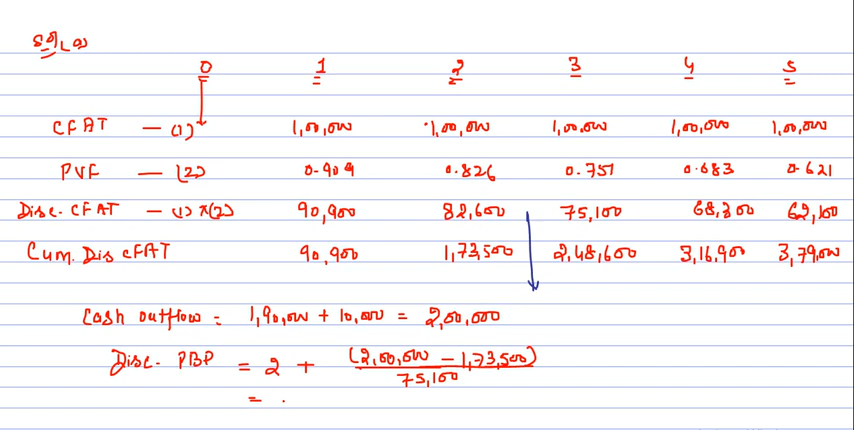 0 1 2 3 4 5
CFAT — (1) 1,00,000 1,00,000 1,00,000 1,00,000 1,00,000
PVF — (2) 0.909 0.826 0.751 0.683 0.621
Disc. CFAT — (1) x (2) 90,900 82,600 75,100 68,300 62,100
Cum. Dis CFAT 90,900 1,73,500 2,48,600 3,16,900 3,79,000
Cash outflow = 1,90,000 + 10,000 = 2,00,000
Disc. PBP = 2 + (2,00,000 - 1,73,500)
75,100
=